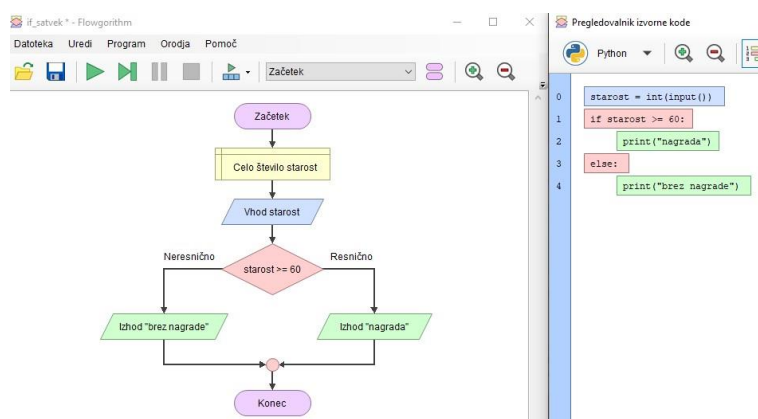 if_satvek * - Flowgorithm
Datoteka Uredi Program Orodja Pomoč
Začetek
Začetek
Celo število starost
Vhod starost
Neresnično
Resnično
starost >= 60
Izhod "brez nagrade"
Izhod "nagrada"
Konec
Pregledovalnik izvorne kode
Python
0 starost = int(input())
1 if starost >= 60:
2 print("nagrada")
3 else:
4 print("brez nagrade")